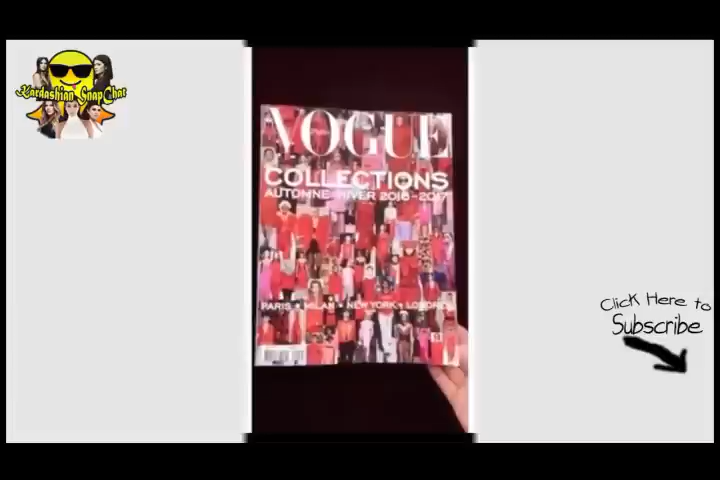 Kardashian SnapChat
VOGUE
COLLECTIONS
AUTOMNE-HIVER 2016-2017
PARIS • MILAN • NEW YORK • LONDRES
Click Here to
Subscribe